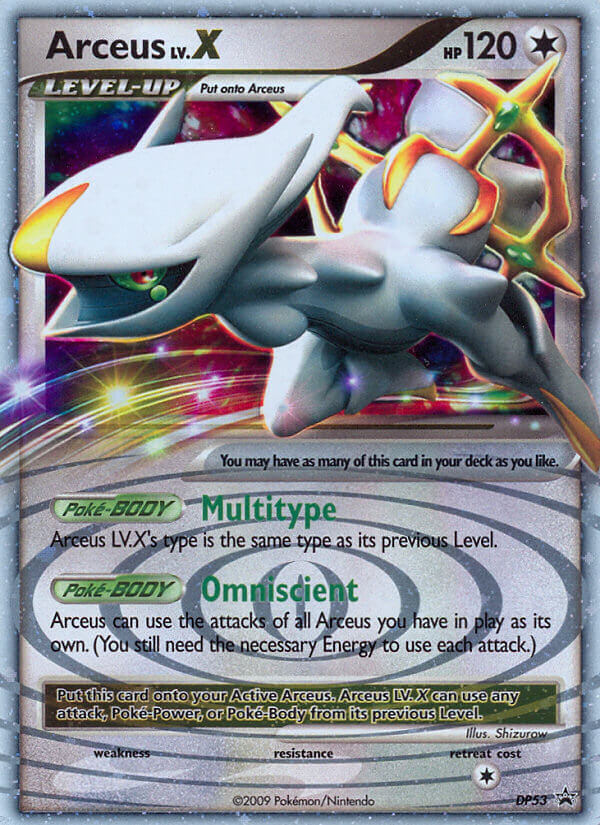 Arceus LV.X HP 120
LEVEL-UP Put onto Arceus
You may have as many of this card in your deck as you like.
Poké-BODY Multitype
Arceus LV.X's type is the same type as its previous Level.
Poké-BODY Omniscient
Arceus can use the attacks of all Arceus you have in play as its
own. (You still need the necessary Energy to use each attack.)
Put this card onto your Active Arceus. Arceus LV.X can use any
attack, Poké-Power, or Poké-Body from its previous Level.
Illus. Shizurow
weakness resistance retreat cost
©2009 Pokémon/Nintendo DP53